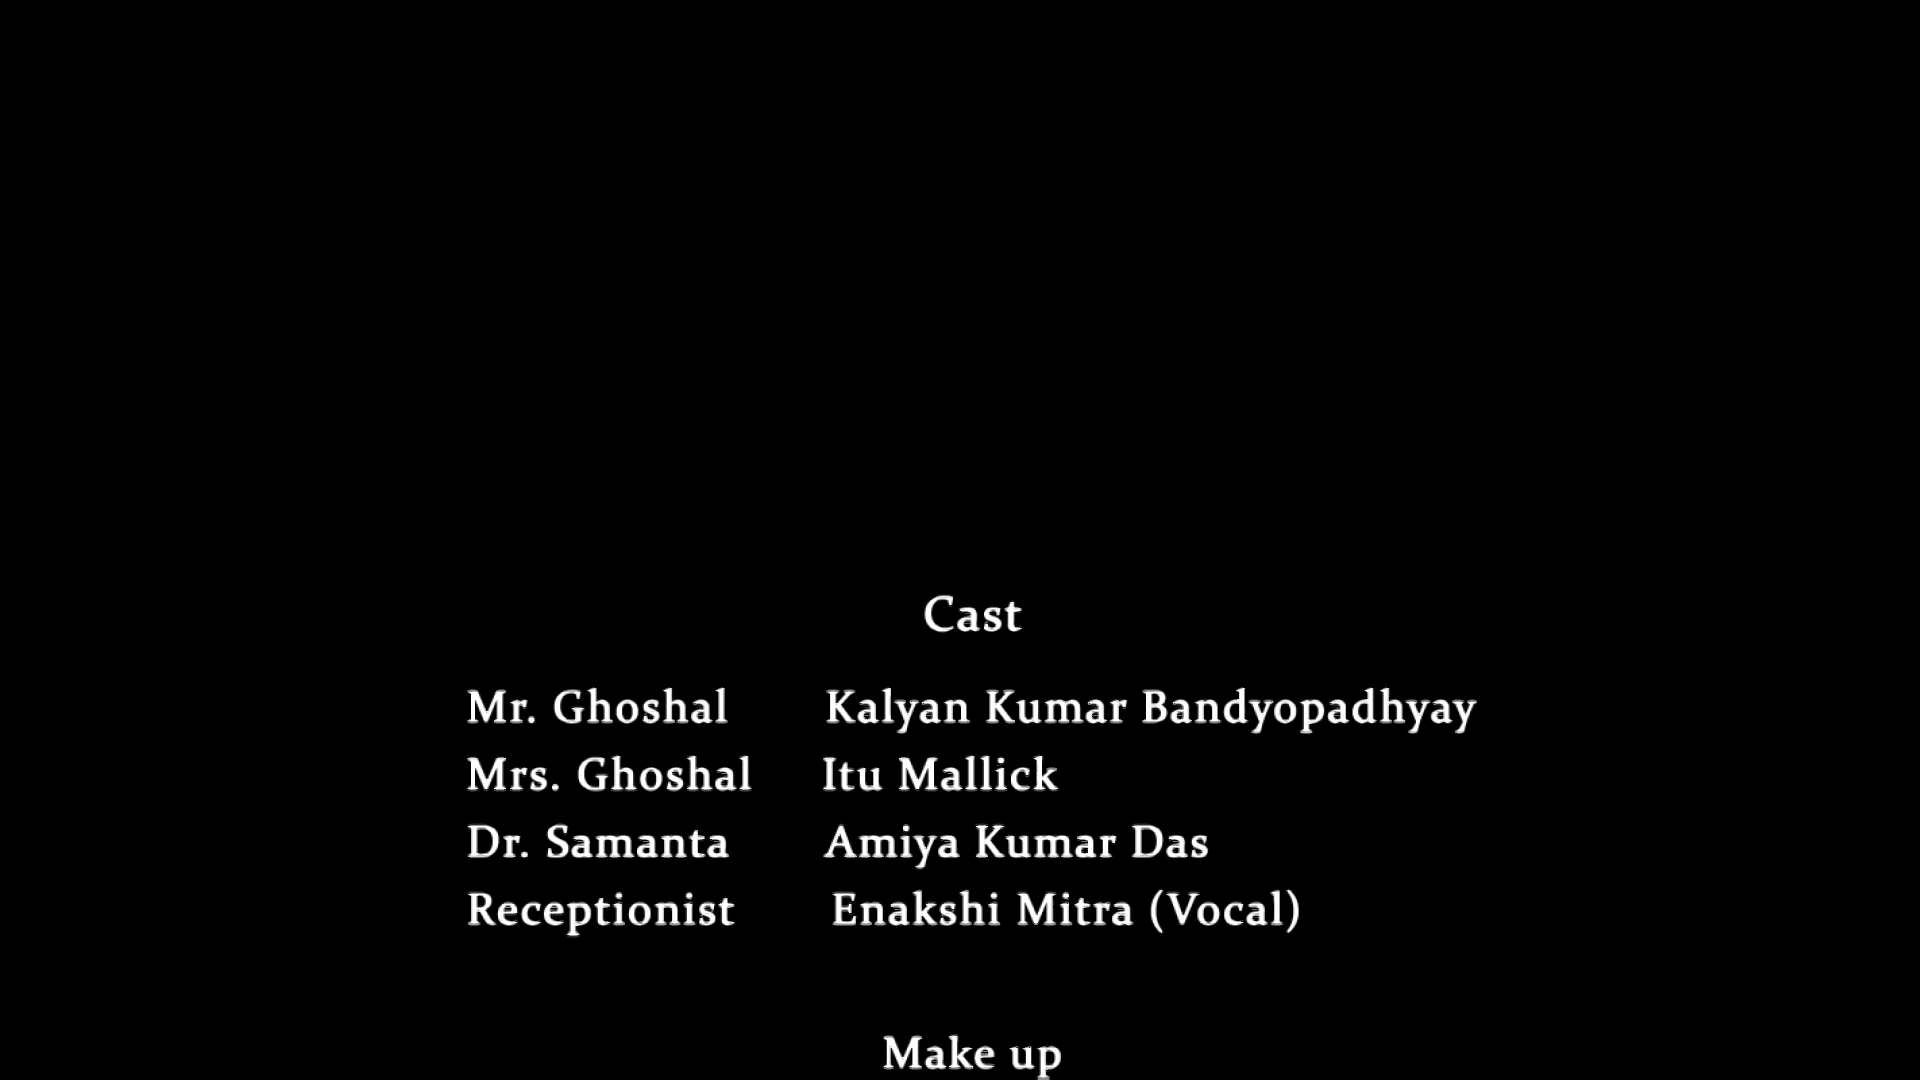 Cast
Mr. Ghoshal Kalyan Kumar Bandyopadhyay
Mrs. Ghoshal Itu Mallick
Dr. Samanta Amiya Kumar Das
Receptionist Enakshi Mitra (Vocal)
Make up